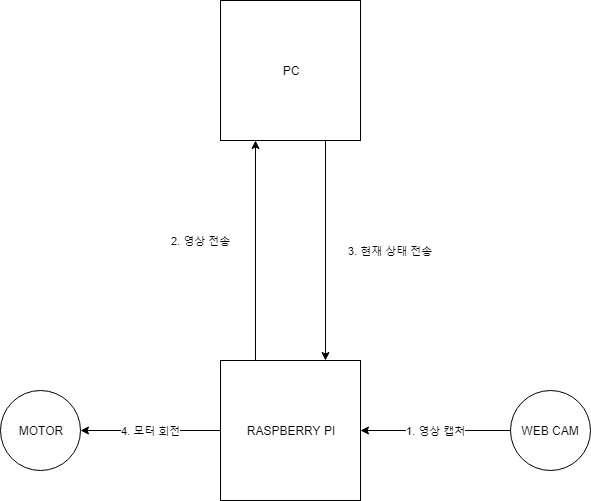 PC
2. 영상 전송
3. 현재 상태 전송
MOTOR
4. 모터 회전
RASPBERRY PI
1. 영상 캡처
WEB CAM